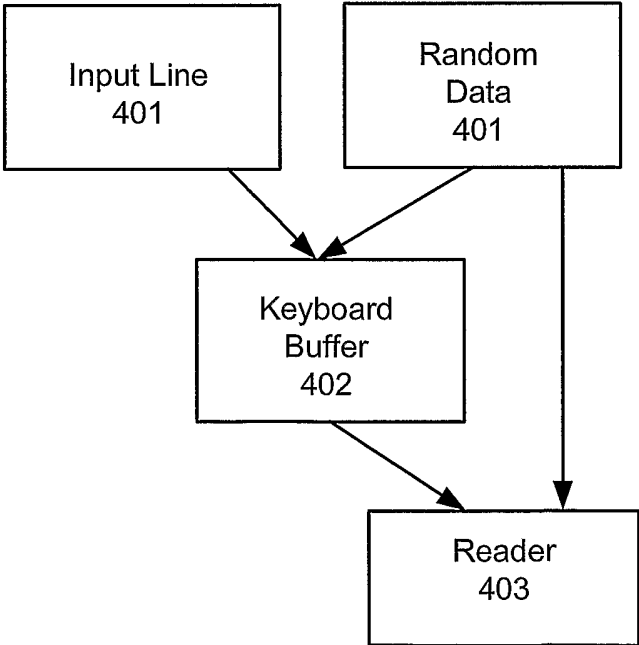 Input Line
401
Random
Data
401
Keyboard
Buffer
402
Reader
403